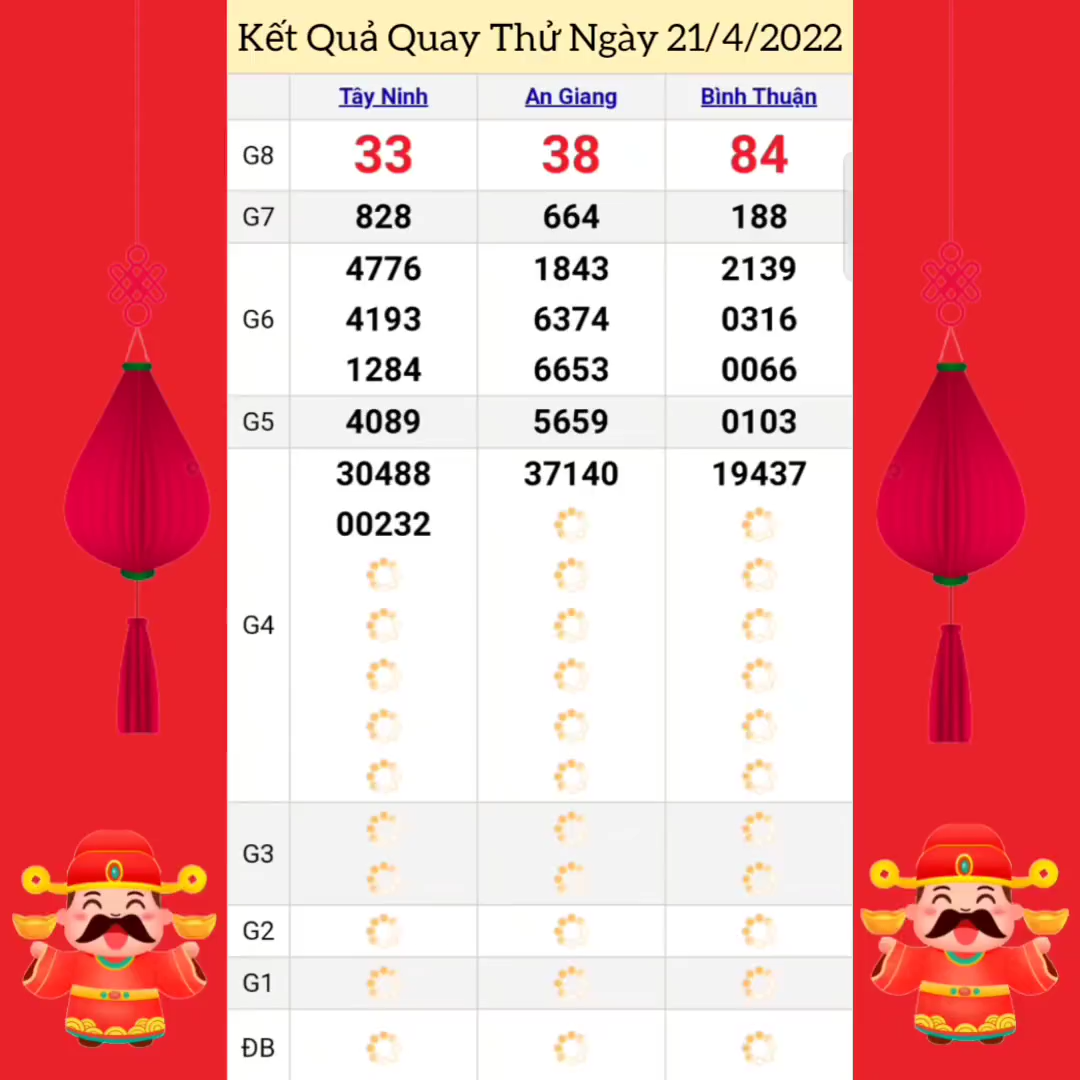 Kết Quả Quay Thử Ngày 21/4/2022
Tây Ninh An Giang Bình Thuận
G8 33 38 84
G7 828 664 188
4776 1843 2139
G6 4193 6374 0316
1284 6653 0066
G5 4089 5659 0103
30488 37140 19437
00232
G4
G3
G2
G1
ĐB